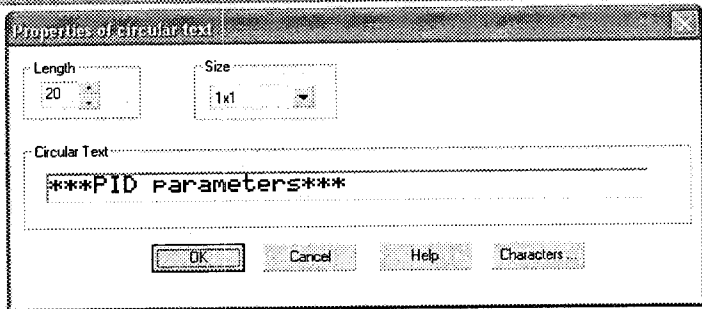 Properties of circular text
Length
Size
20
1x1
Circular Text
***PID parameters***
OK
Cancel
Help
Characters...